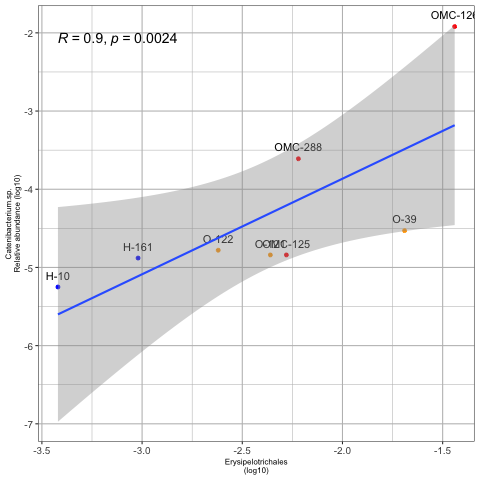 OMC-126
R = 0.9, p = 0.0024
-2
-3
OMC-288
-4
O-39
H-161
O-122
OMC-125
-5
H-10
-6
-7
-3.5 -3.0 -2.5 -2.0 -1.5
Erysipelotrichales
(log10)
Catenibacterium.sp.
Relative abundance (log10)